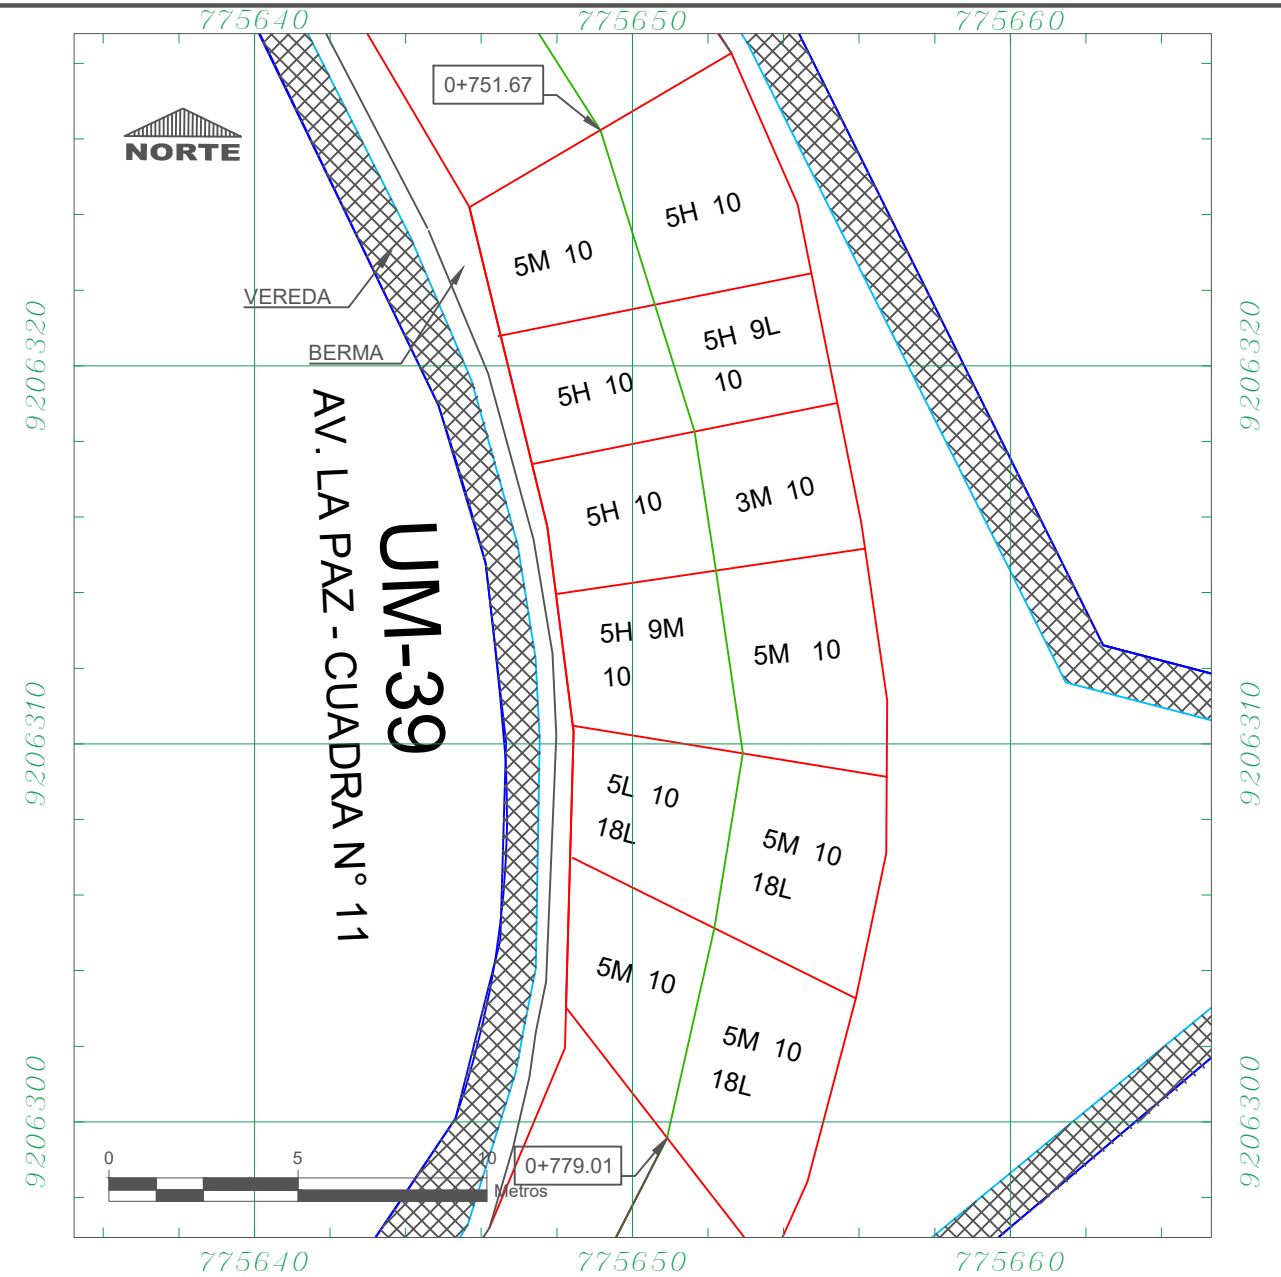 775640
775650
775660
0+751.67
NORTE
5H 10
5M 10
VEREDA
9206320
9206320
5H 9L
10
BERMA
5H 10
AV. LA PAZ - CUADRA N° 11
UM-39
5H 10
3M 10
5H 9M
10
5M 10
9206310
9206310
5L 10
18L
5M 10
18L
5M 10
5M 10
18L
9206300
9206300
0 5 10
Metros
0+779.01
775640
775650
775660